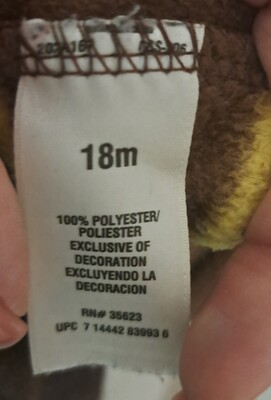 18m
100% POLYESTER/
POLIESTER
EXCLUSIVE OF
DECORATION
EXCLUYENDO LA
DECORACION
RN# 35623
UPC 7 14442 83993 6